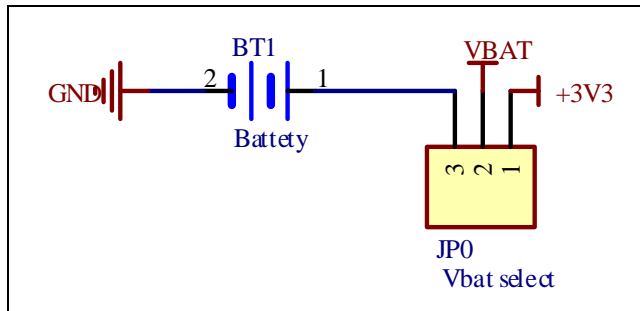 BT1
VBAT
GND
2
1
+3V3
Battety
3
2
1
JP0
Vbat select